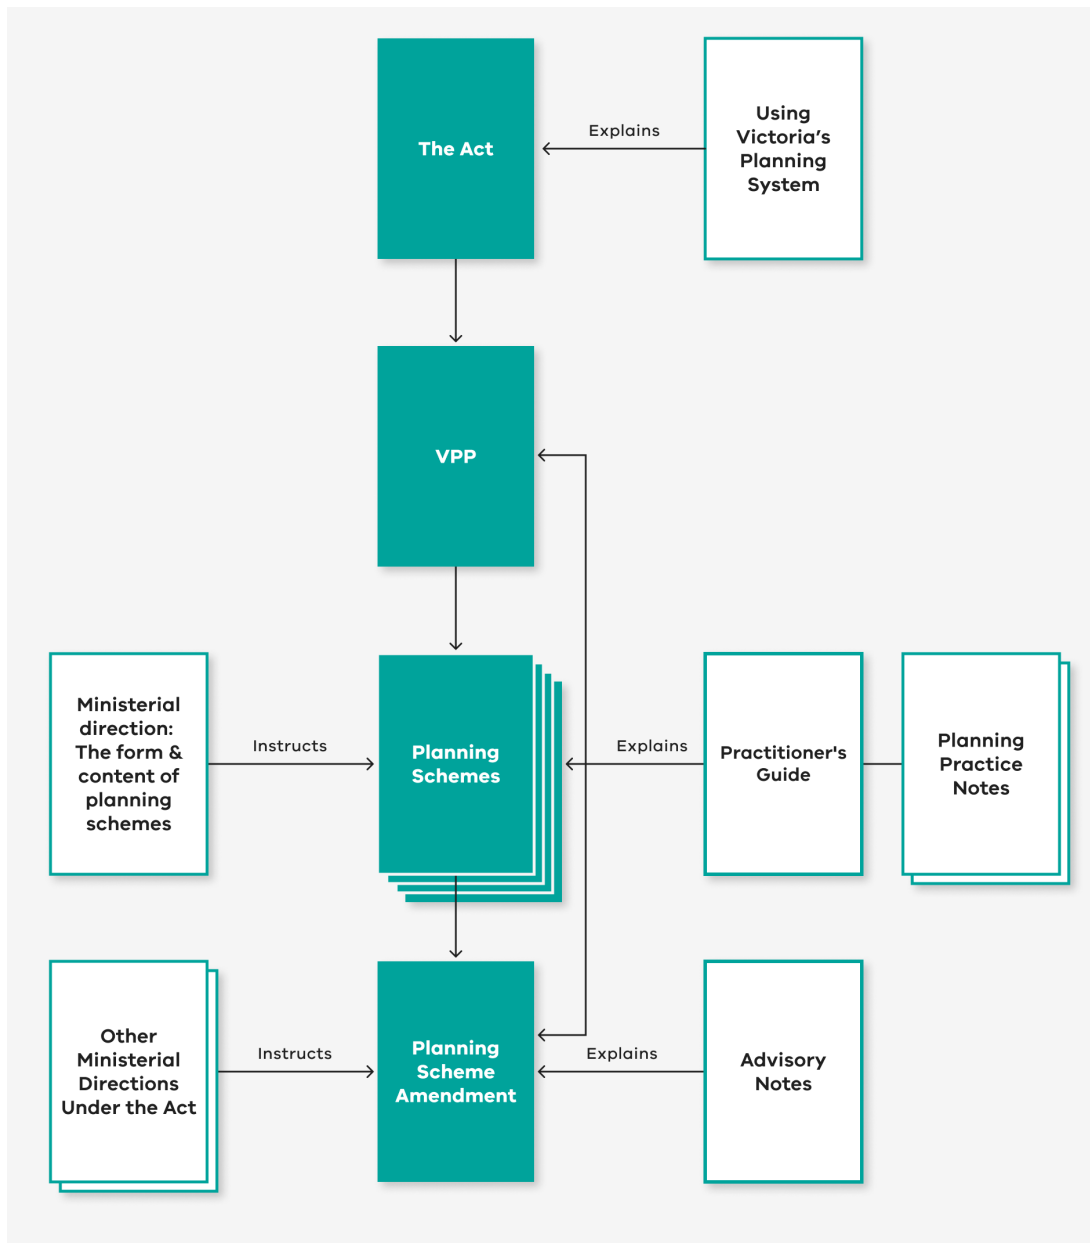 The Act
Explains
Using
Victoria’s
Planning
System
VPP
Ministerial
direction:
The form &
content of
planning
schemes
Instructs
Planning
Schemes
Explains
Practitioner's
Guide
Planning
Practice
Notes
Other
Ministerial
Directions
Under the Act
Instructs
Planning
Scheme
Amendment
Explains
Advisory
Notes